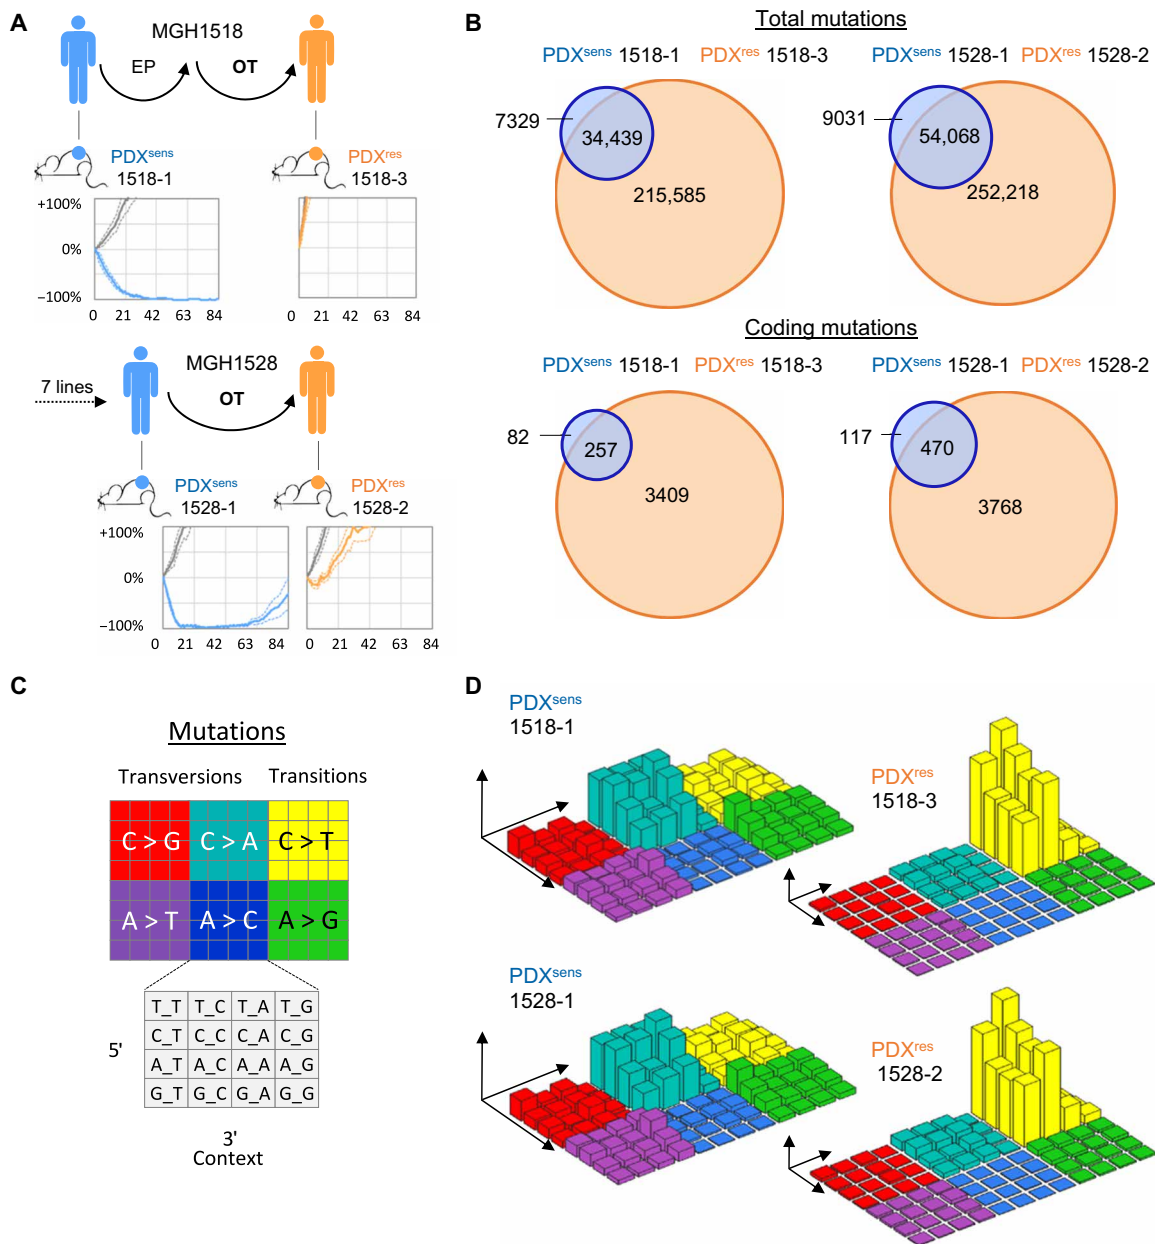 A
MGH1518
EP
OT
PDXsens
1518-1
PDXres
1518-3
+100%
0%
−100%
0 21 42 63 84
0 21 42 63 84
MGH1528
7 lines
OT
PDXsens
1528-1
PDXres
1528-2
+100%
0%
−100%
0 21 42 63 84
0 21 42 63 84
B
Total mutations
PDXsens 1518-1 PDXres 1518-3
7329
34,439
215,585
PDXsens 1528-1 PDXres 1528-2
9031
54,068
252,218
Coding mutations
PDXsens 1518-1 PDXres 1518-3
82
257
3409
PDXsens 1528-1 PDXres 1528-2
117
470
3768
C
Mutations
Transversions Transitions
C > G C > A C > T
A > T A > C A > G
T_T T_C T_A T_G
C_T C_C C_A C_G
A_T A_C A_A A_G
G_T G_C G_A G_G
5'
3'
Context
D
PDXsens
1518-1
PDXres
1518-3
PDXsens
1528-1
PDXres
1528-2